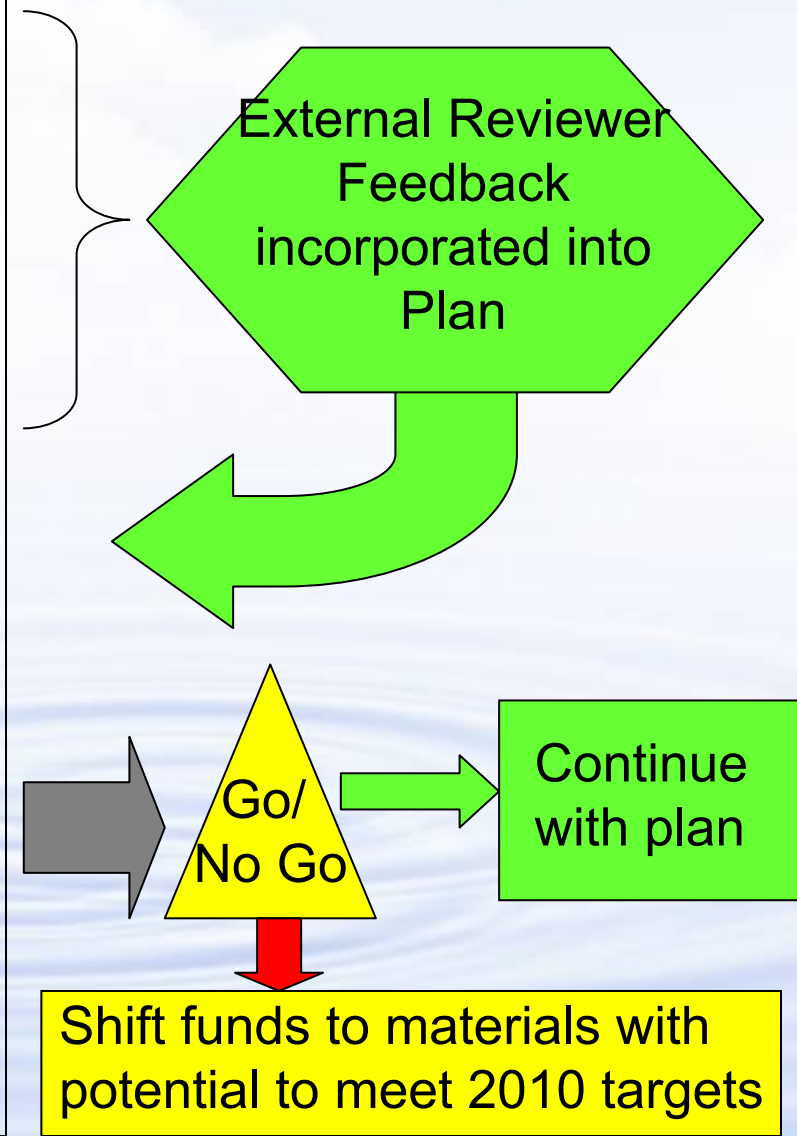 External Reviewer
Feedback
incorporated into
Plan
Go/
No Go
Continue
with plan
Shift funds to materials with
potential to meet 2010 targets